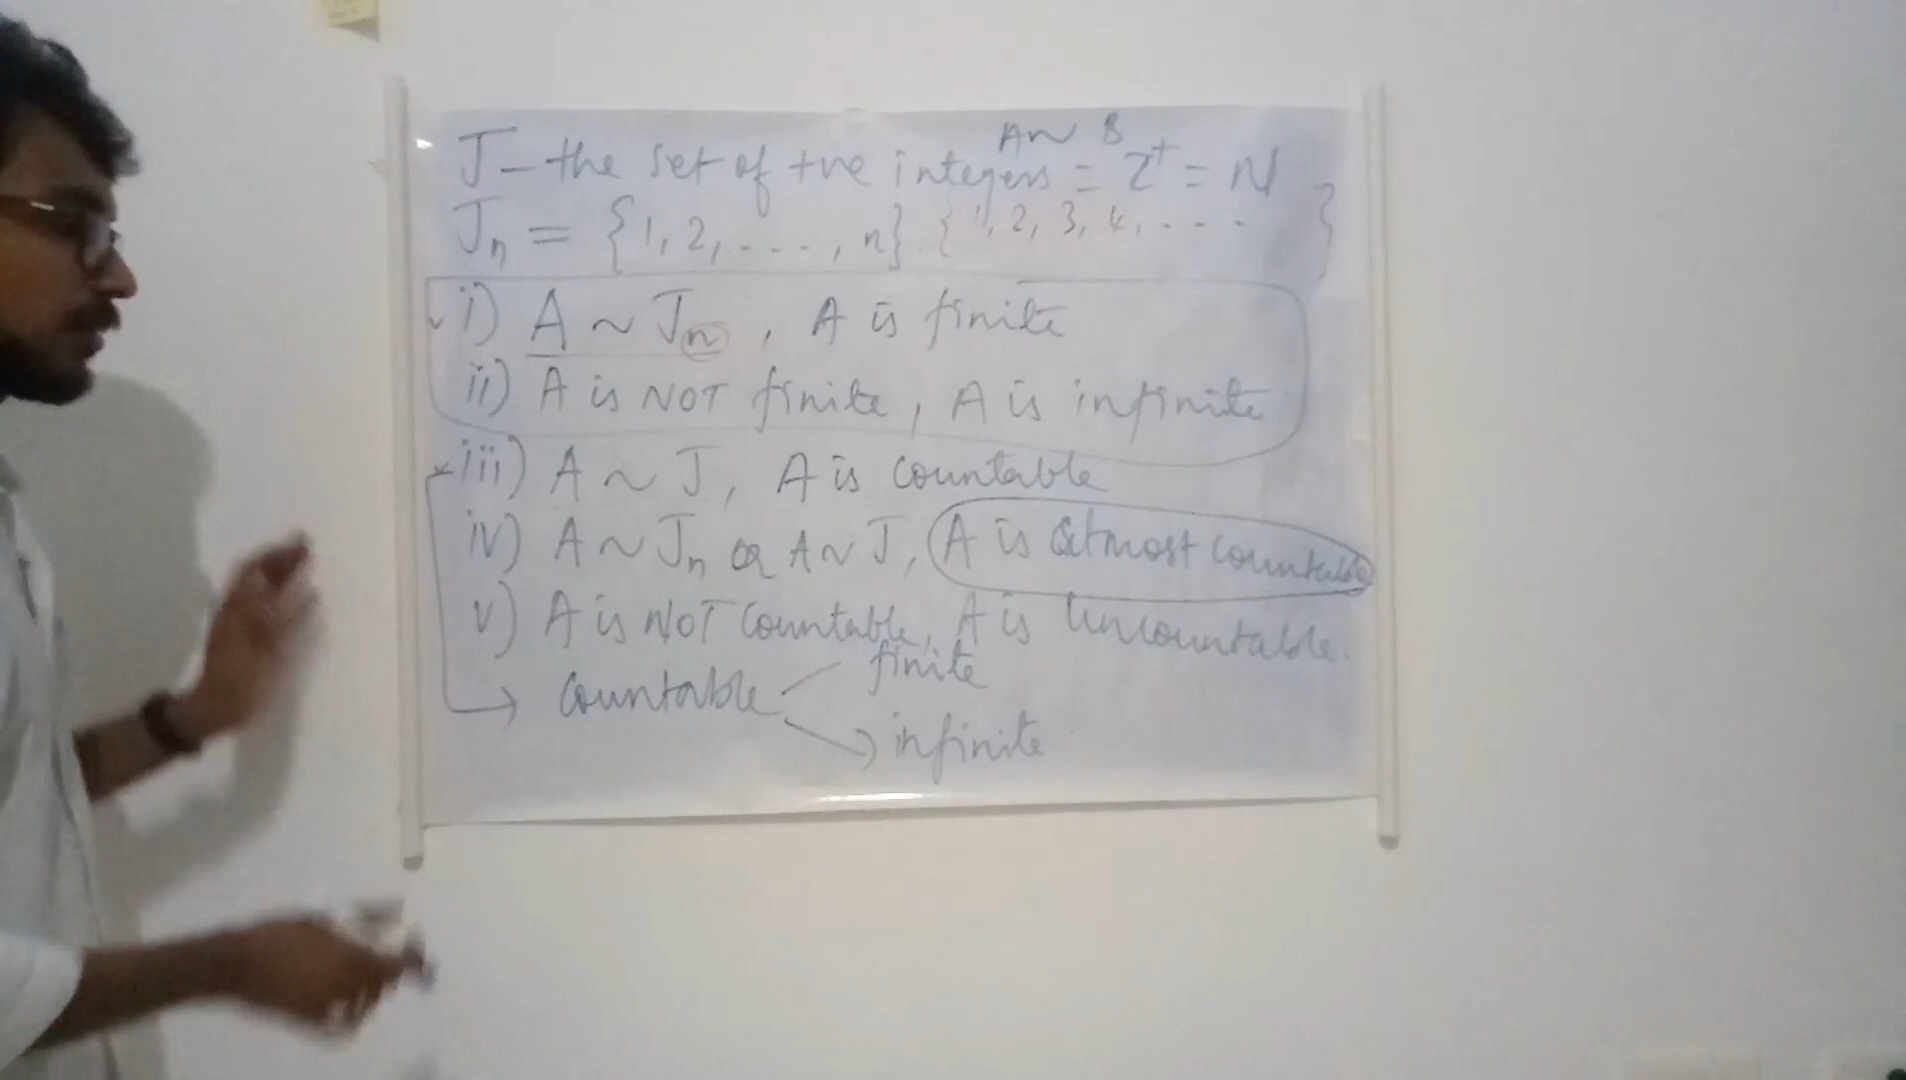 A ~ B
J - the set of +ve integers = Z⁺ = N
Jₙ = {1, 2, ...., n}. {1, 2, 3, 4, .... }
i) A ~ Jₙ, A is finite
ii) A is NOT finite, A is infinite
iii) A ~ J, A is countable
iv) A ~ Jₙ or A ~ J, A is atmost countable
v) A is NOT countable, A is uncountable.
finite
→ countable
→ infinite